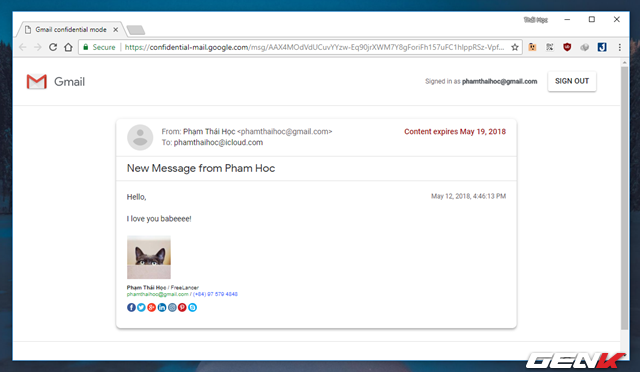 Thái Học
Gmail confidential mode
Secure
https://confidential-mail.google.com/msg/AAX4MOdVdUCuvYYzw-Eq90jrXWM7Y8gForiFh157uFC1hlppRSz-Vpf...
Gmail
Signed in as phamthaihoc@gmail.com
SIGN OUT
From: Phạm Thái Học <phamthaihoc@gmail.com>
Content expires May 19, 2018
To: phamthaihoc@icloud.com
New Message from Pham Hoc
Hello,
May 12, 2018, 4:46:13 PM
I love you babeeee!
Phạm Thái Học / FreeLancer
phamthaihoc@gmail.com / (+84) 97 579 4848
GENK